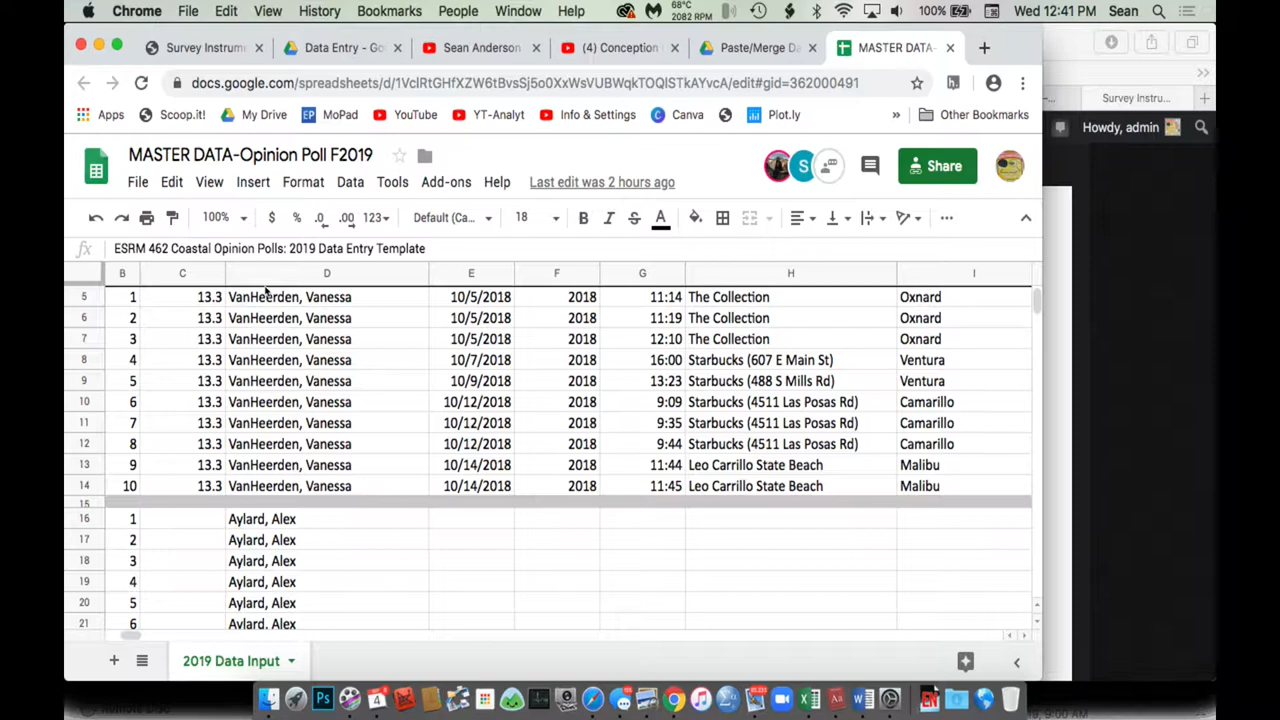 Chrome File Edit View History Bookmarks People Window Help 68°C 2082 RPM 100% Wed 12:41 PM Sean
Survey Instrum Data Entry - Go Sean Anderson (4) Conception Paste/Merge Da MASTER DATA-
Survey Instru...
docs.google.com/spreadsheets/d/1VclRtGHfXZW6tBvsSj5o0XxWsVUBWqkTOQlSTkAYvcA/edit#gid=362000491
Apps Scoop.it! My Drive EP MoPad YouTube YT-Analyt Info & Settings Canva Plot.ly » Other Bookmarks
Howdy, admin
MASTER DATA-Opinion Poll F2019
Share
File Edit View Insert Format Data Tools Add-ons Help Last edit was 2 hours ago
100% $ % .0 .00 123 Default (Ca... 18 B I S A
fx ESRM 462 Coastal Opinion Polls: 2019 Data Entry Template
B C D E F G H I
5 1 13.3 VanHeerden, Vanessa 10/5/2018 2018 11:14 The Collection Oxnard
6 2 13.3 VanHeerden, Vanessa 10/5/2018 2018 11:19 The Collection Oxnard
7 3 13.3 VanHeerden, Vanessa 10/5/2018 2018 12:10 The Collection Oxnard
8 4 13.3 VanHeerden, Vanessa 10/7/2018 2018 16:00 Starbucks (607 E Main St) Ventura
9 5 13.3 VanHeerden, Vanessa 10/9/2018 2018 13:23 Starbucks (488 S Mills Rd) Ventura
10 6 13.3 VanHeerden, Vanessa 10/12/2018 2018 9:09 Starbucks (4511 Las Posas Rd) Camarillo
11 7 13.3 VanHeerden, Vanessa 10/12/2018 2018 9:35 Starbucks (4511 Las Posas Rd) Camarillo
12 8 13.3 VanHeerden, Vanessa 10/12/2018 2018 9:44 Starbucks (4511 Las Posas Rd) Camarillo
13 9 13.3 VanHeerden, Vanessa 10/14/2018 2018 11:44 Leo Carrillo State Beach Malibu
14 10 13.3 VanHeerden, Vanessa 10/14/2018 2018 11:45 Leo Carrillo State Beach Malibu
15
16 1 Aylard, Alex
17 2 Aylard, Alex
18 3 Aylard, Alex
19 4 Aylard, Alex
20 5 Aylard, Alex
21 6 Aylard, Alex
2019 Data Input